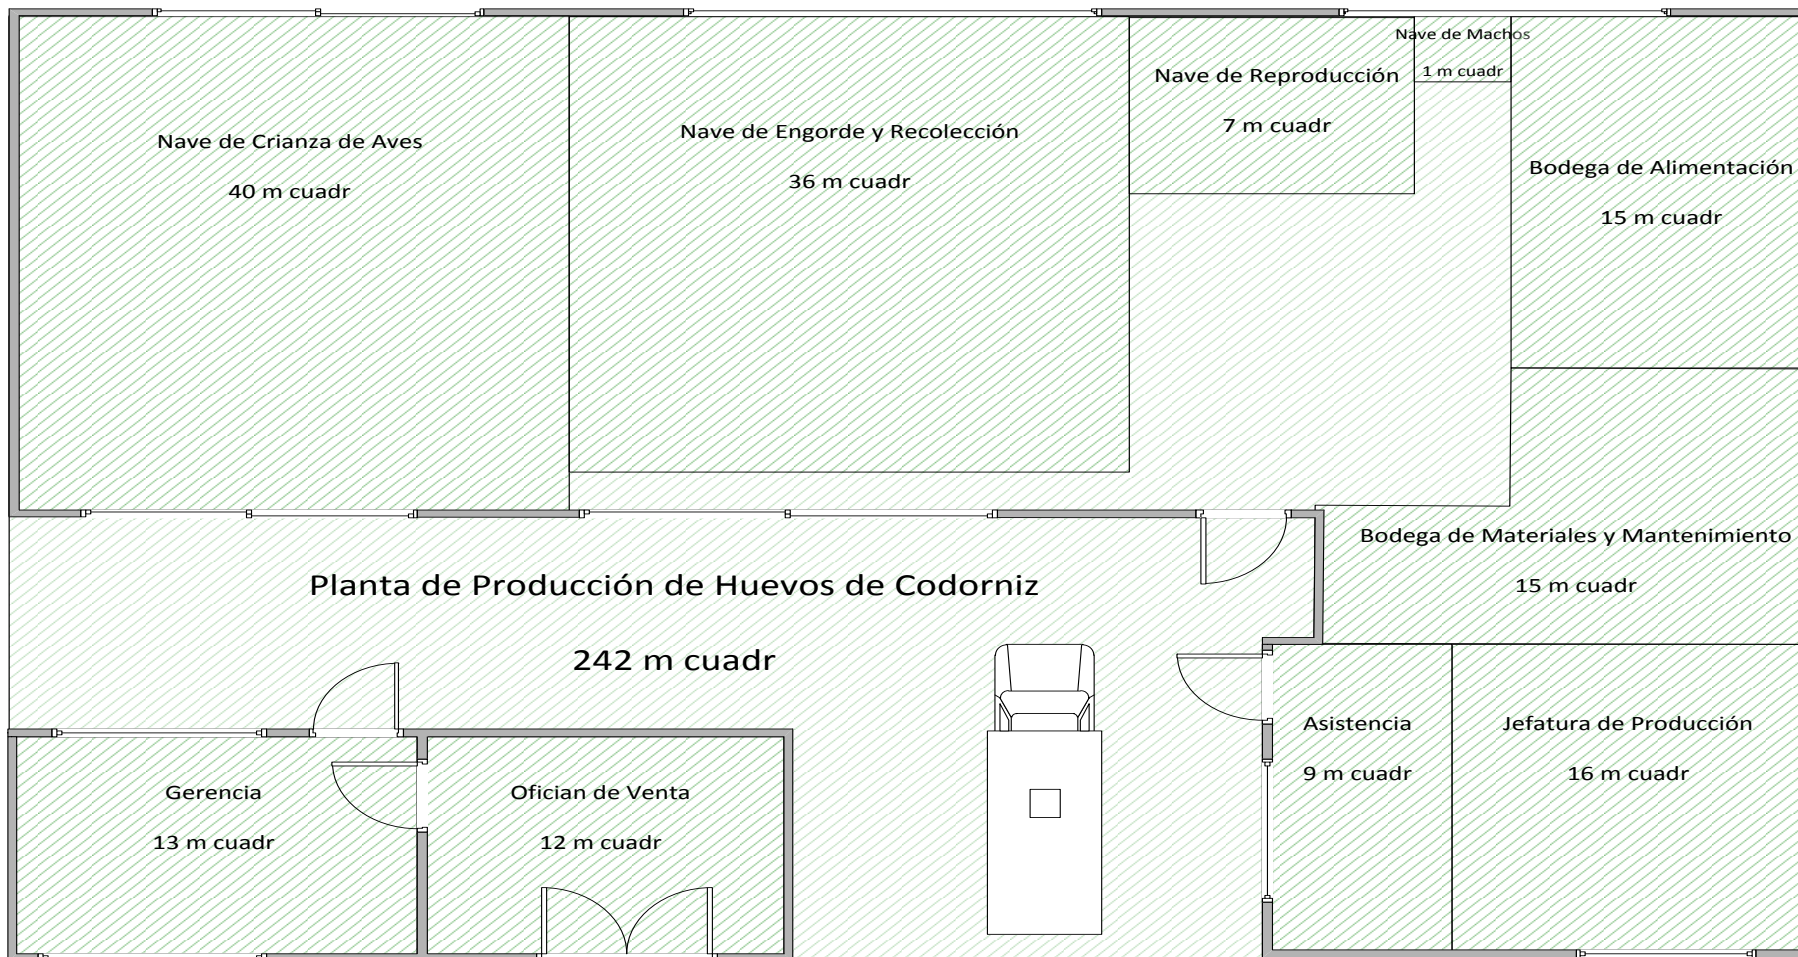 Nave de Crianza de Aves
40 m cuadr
Nave de Engorde y Recolección
36 m cuadr
Nave de Reproducción
7 m cuadr
Nave de Machos
1 m cuadr
Bodega de Alimentación
15 m cuadr
Bodega de Materiales y Mantenimiento
15 m cuadr
Planta de Producción de Huevos de Codorniz
242 m cuadr
Gerencia
13 m cuadr
Ofician de Venta
12 m cuadr
Asistencia
9 m cuadr
Jefatura de Producción
16 m cuadr